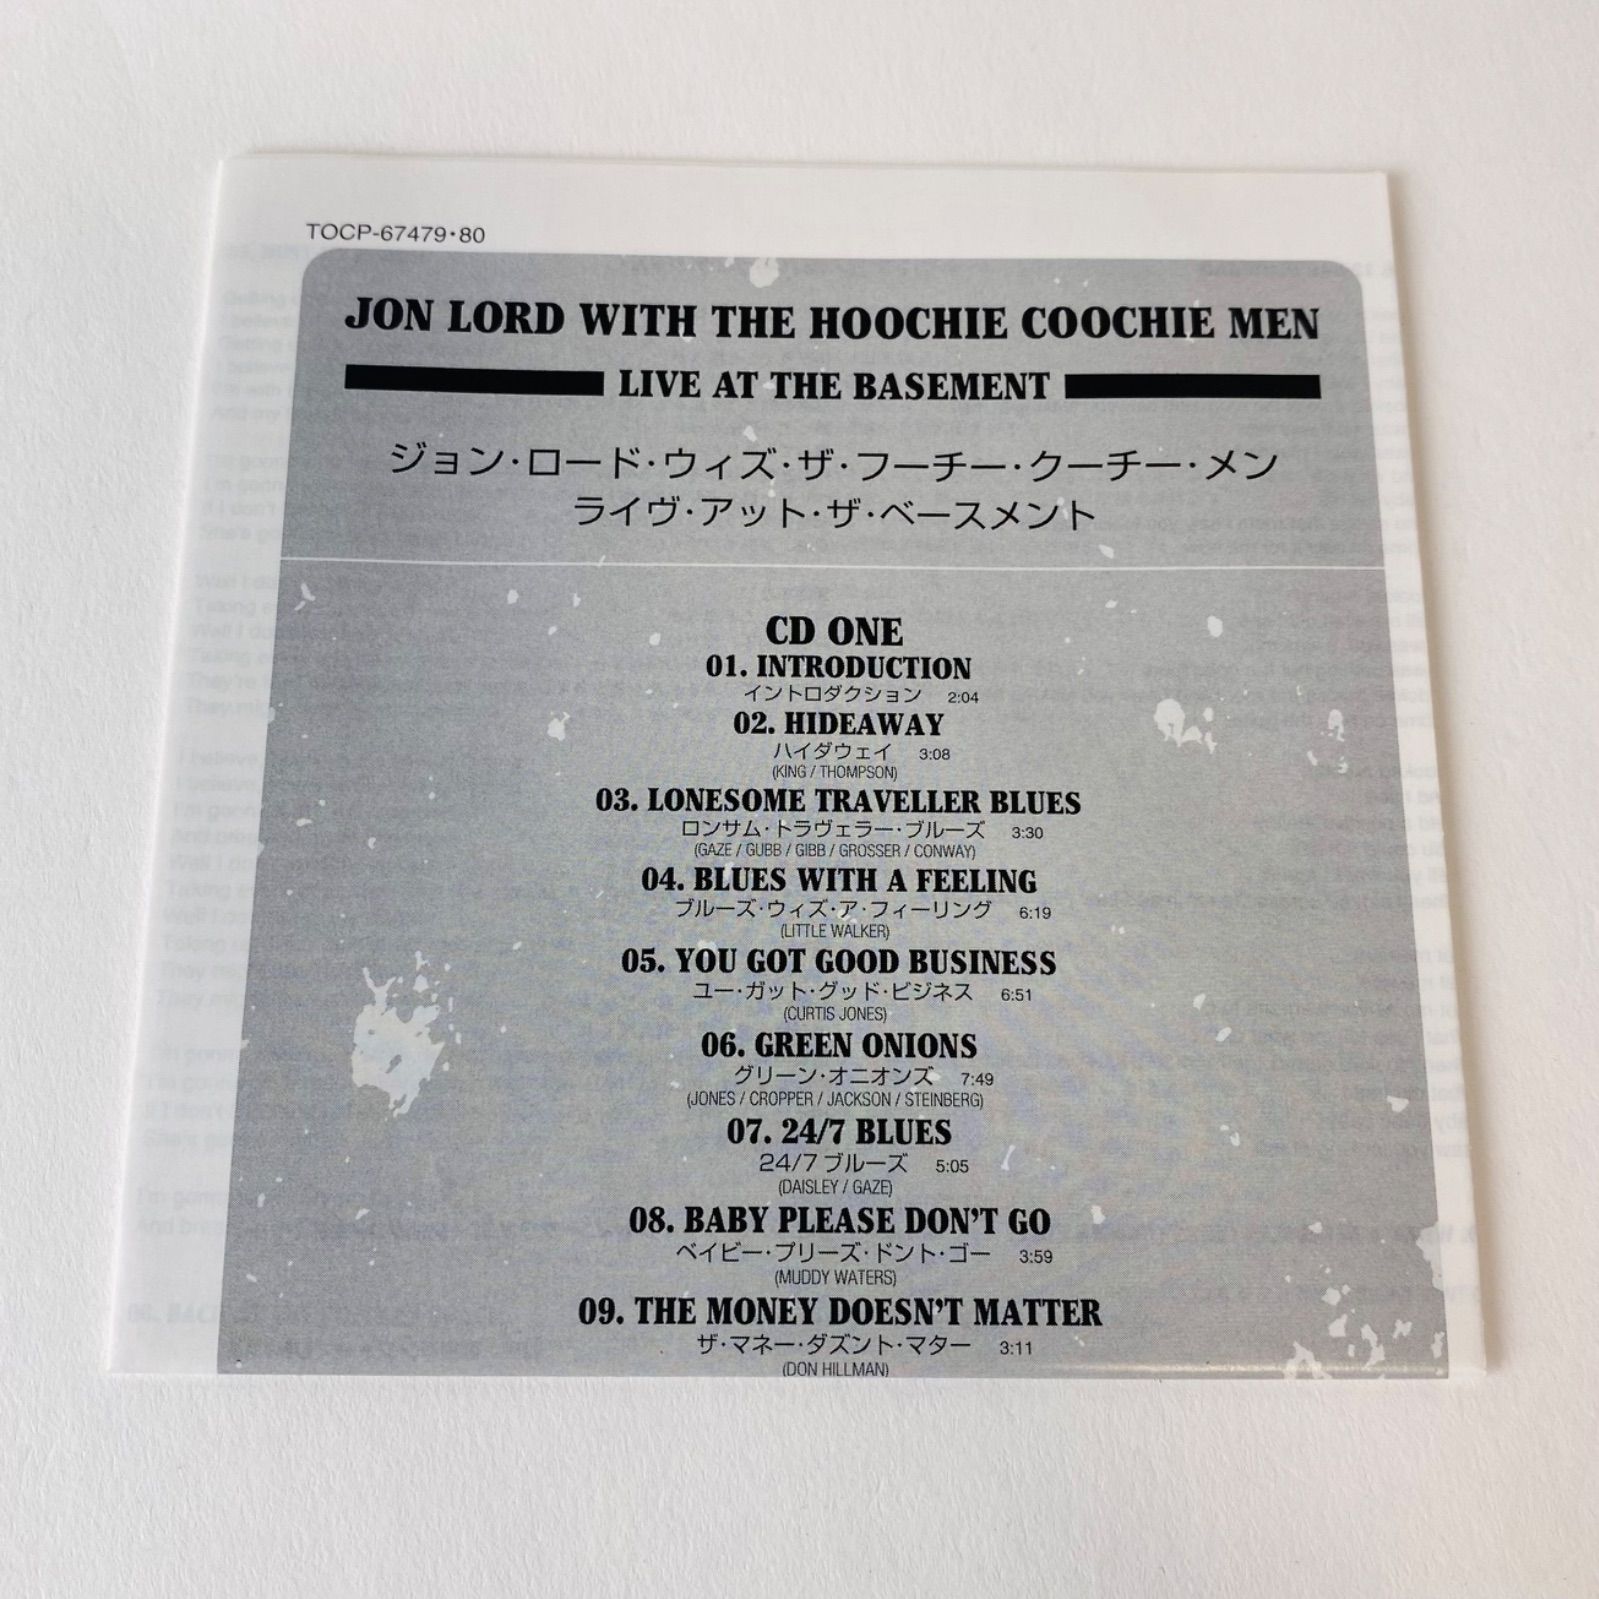 TOCP-67479・80
JON LORD WITH THE HOOCHIE COOCHIE MEN
LIVE AT THE BASEMENT
ジョン・ロード・ウィズ・ザ・フーチー・クーチー・メン
ライヴ・アット・ザ・ベースメント
CD ONE
01. INTRODUCTION
イントロダクション 2:04
02. HIDEAWAY
ハイダウェイ 3:08
(KING / THOMPSON)
03. LONESOME TRAVELLER BLUES
ロンサム・トラヴェラー・ブルーズ 3:30
(GAZE / GUBB / GIBB / GROSSER / CONWAY)
04. BLUES WITH A FEELING
ブルーズ・ウィズ・ア・フィーリング 6:19
(LITTLE WALKER)
05. YOU GOT GOOD BUSINESS
ユー・ガット・グッド・ビジネス 6:51
(CURTIS JONES)
06. GREEN ONIONS
グリーン・オニオンズ 7:49
(JONES / CROPPER / JACKSON / STEINBERG)
07. 24/7 BLUES
24/7 ブルーズ 5:05
(DAISLEY / GAZE)
08. BABY PLEASE DON'T GO
ベイビー・プリーズ・ドント・ゴー 3:59
(MUDDY WATERS)
09. THE MONEY DOESN'T MATTER
ザ・マネー・ダズント・マター 3:11
(DON HILLMAN)